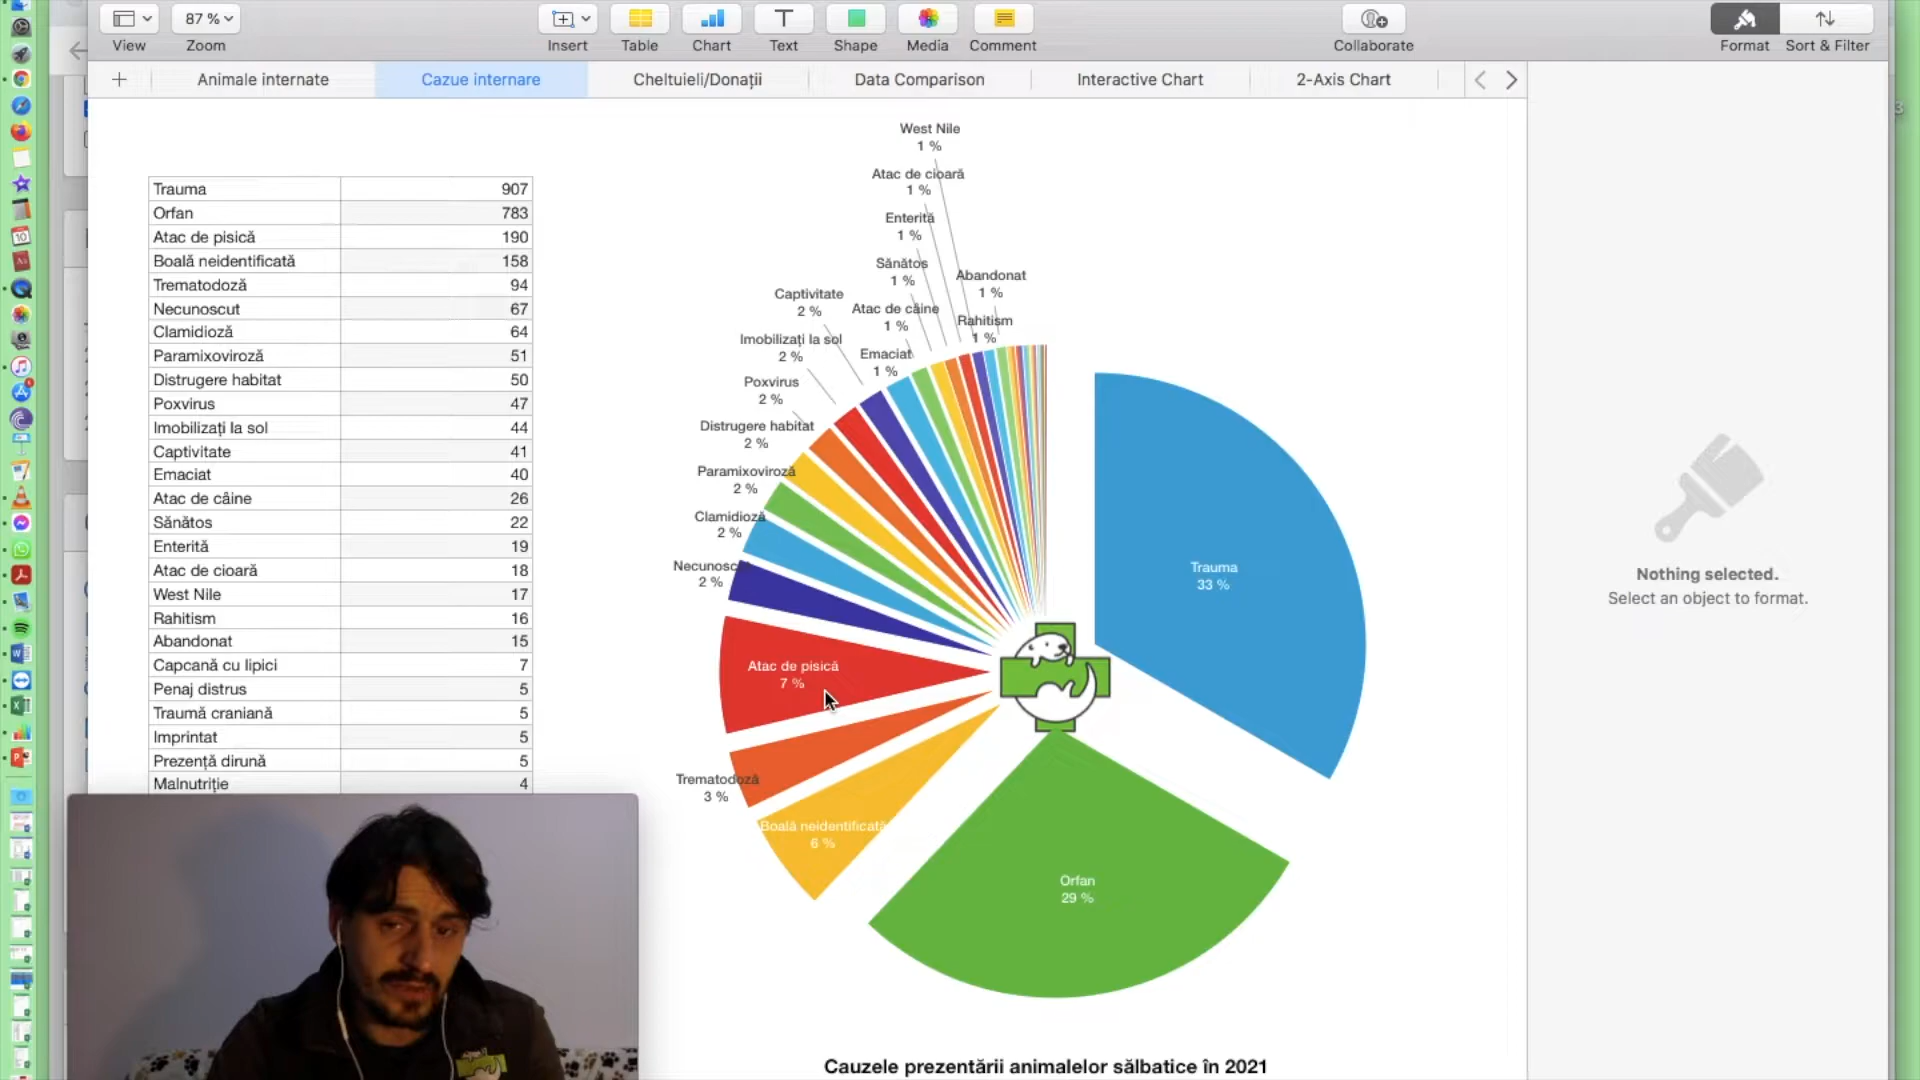 87 %
View
Zoom
Insert
Table
Chart
Text
Shape
Media
Comment
Collaborate
Format
Sort & Filter
Animale internate
Cazue internare
Cheltuieli/Donații
Data Comparison
Interactive Chart
2-Axis Chart
Trauma 907
Orfan 783
Atac de pisică 190
Boală neidentificată 158
Trematodoză 94
Necunoscut 67
Clamidioză 64
Paramixoviroză 51
Distrugere habitat 50
Poxvirus 47
Imobilizați la sol 44
Captivitate 41
Emaciat 40
Atac de câine 26
Sănătos 22
Enterită 19
Atac de cioară 18
West Nile 17
Rahitism 16
Abandonat 15
Capcană cu lipici 7
Penaj distrus 5
Traumă craniană 5
Imprintat 5
Prezență dirună 5
Malnutriție 4
West Nile
1 %
Atac de cioară
1 %
Enterită
1 %
Sănătos
1 %
Abandonat
1 %
Captivitate
2 %
Atac de câine
1 %
Rahitism
1 %
Imobilizați la sol
2 %
Emaciat
1 %
Poxvirus
2 %
Distrugere habitat
2 %
Paramixoviroză
2 %
Clamidioză
2 %
Necunosc
2 %
Atac de pisică
7 %
Trematodoză
3 %
Boală neidentificată
6 %
Trauma
33 %
Orfan
29 %
Cauzele prezentării animalelor sălbatice în 2021
Nothing selected.
Select an object to format.
10